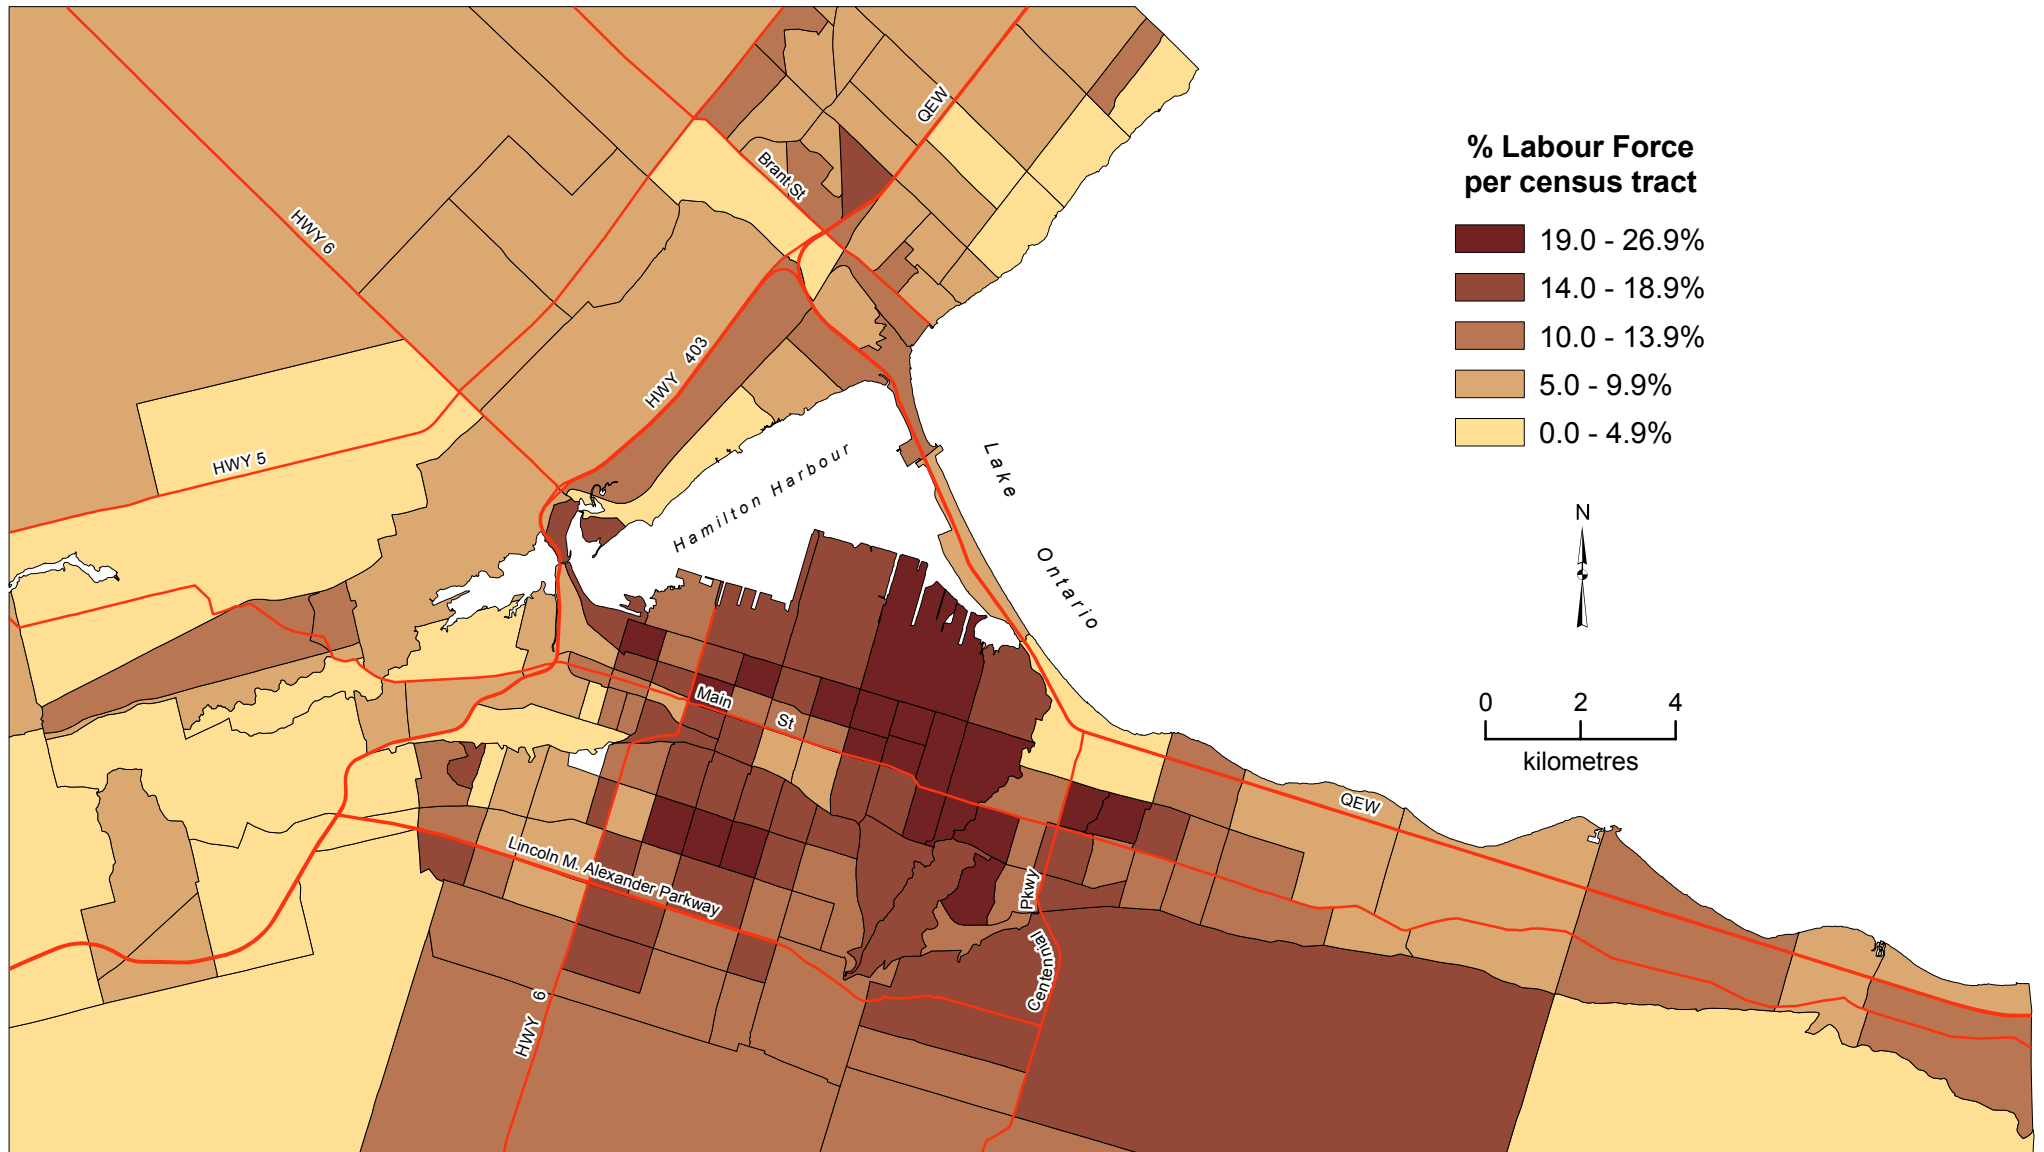 % Labour Force
per census tract
19.0 - 26.9%
14.0 - 18.9%
10.0 - 13.9%
5.0 - 9.9%
0.0 - 4.9%
N
0 2 4
kilometres
QEW
Brant St
HWY 6
HWY 403
HWY 5
Hamilton Harbour
Lake Ontario
Main St
QEW
Lincoln M. Alexander Parkway
Centennial Pkwy
HWY 6